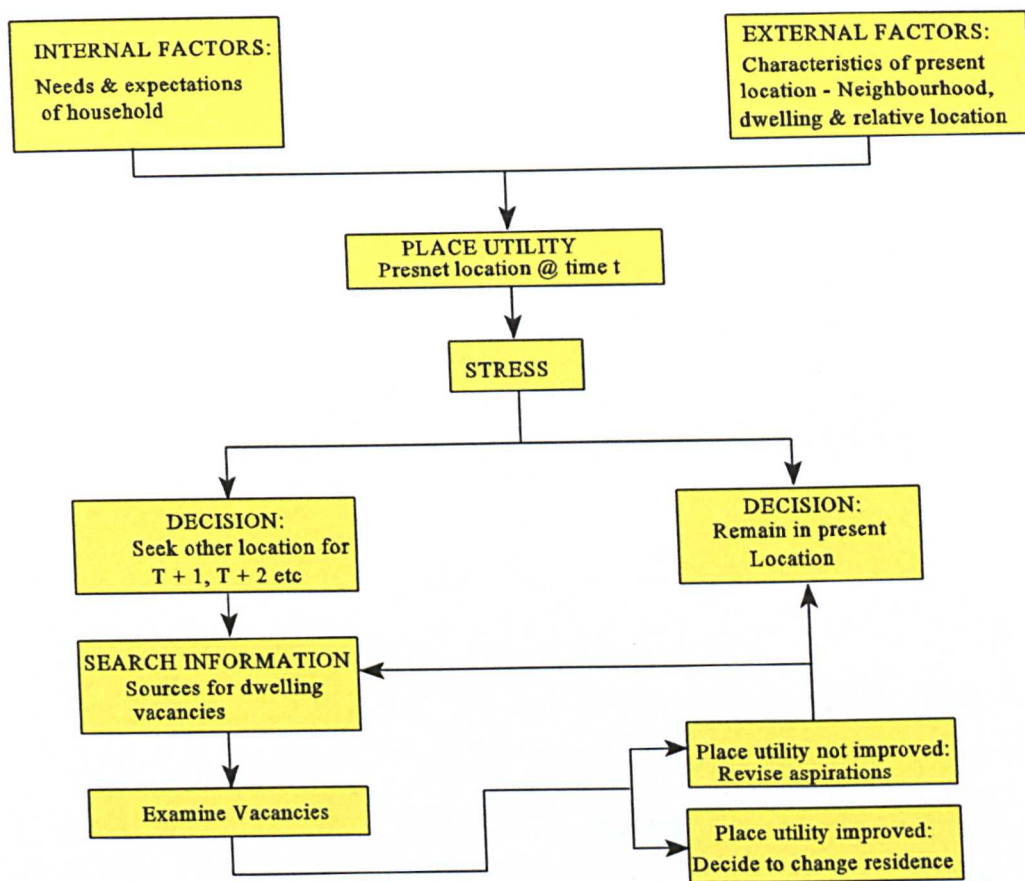 INTERNAL FACTORS:
Needs & expectations
of household
EXTERNAL FACTORS:
Characteristics of present
location - Neighbourhood,
dwelling & relative location
PLACE UTILITY
Presnet location @ time t
STRESS
DECISION:
Seek other location for
T + 1, T + 2 etc
DECISION:
Remain in present
Location
SEARCH INFORMATION
Sources for dwelling
vacancies
Examine Vacancies
Place utility not improved:
Revise aspirations
Place utility improved:
Decide to change residence